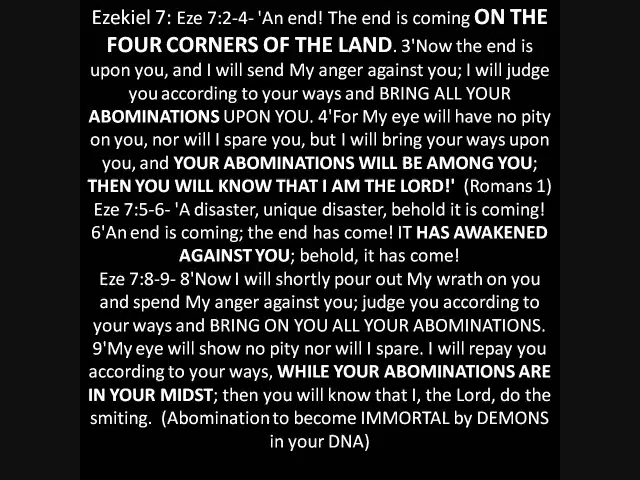 Ezekiel 7: Eze 7:2-4- 'An end! The end is coming ON THE
FOUR CORNERS OF THE LAND. 3'Now the end is
upon you, and I will send My anger against you; I will judge
you according to your ways and BRING ALL YOUR
ABOMINATIONS UPON YOU. 4'For My eye will have no pity
on you, nor will I spare you, but I will bring your ways upon
you, and YOUR ABOMINATIONS WILL BE AMONG YOU;
THEN YOU WILL KNOW THAT I AM THE LORD!' (Romans 1)
Eze 7:5-6- 'A disaster, unique disaster, behold it is coming!
6'An end is coming; the end has come! IT HAS AWAKENED
AGAINST YOU; behold, it has come!
Eze 7:8-9- 8'Now I will shortly pour out My wrath on you
and spend My anger against you; judge you according to
your ways and BRING ON YOU ALL YOUR ABOMINATIONS.
9'My eye will show no pity nor will I spare. I will repay you
according to your ways, WHILE YOUR ABOMINATIONS ARE
IN YOUR MIDST; then you will know that I, the Lord, do the
smiting. (Abomination to become IMMORTAL by DEMONS
in your DNA)